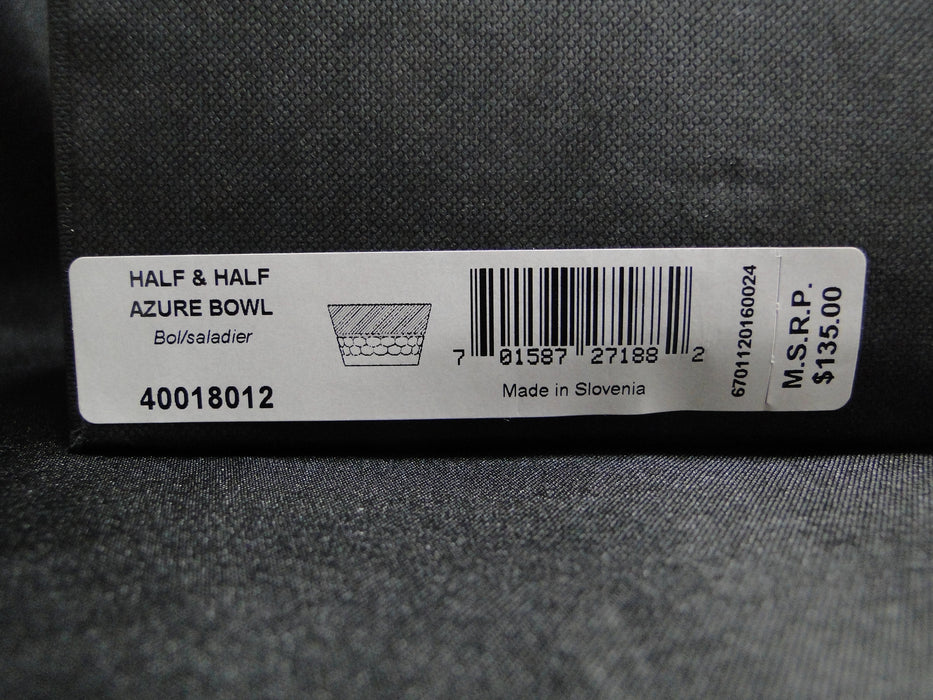 HALF & HALF
AZURE BOWL
Bol/saladier
40018012
7 01587 27188 2
Made in Slovenia
6701120160024
M.S.R.P.
$135.00